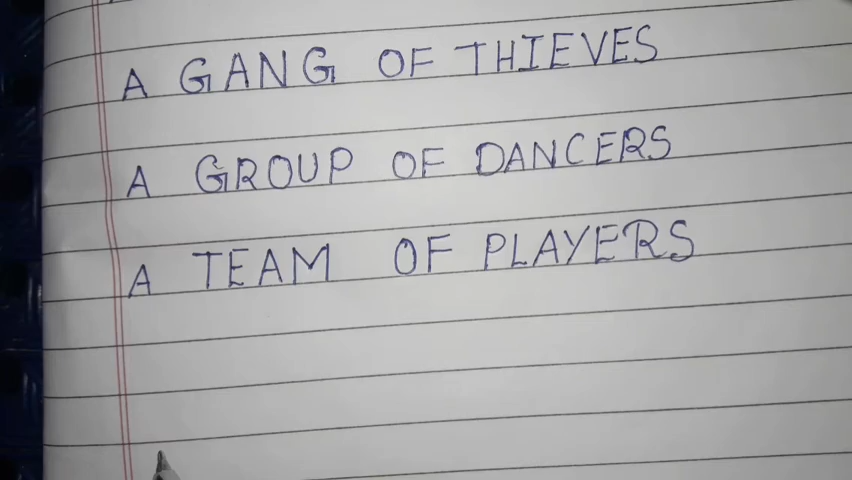 A GANG OF THIEVES
A GROUP OF DANCERS
A TEAM OF PLAYERS